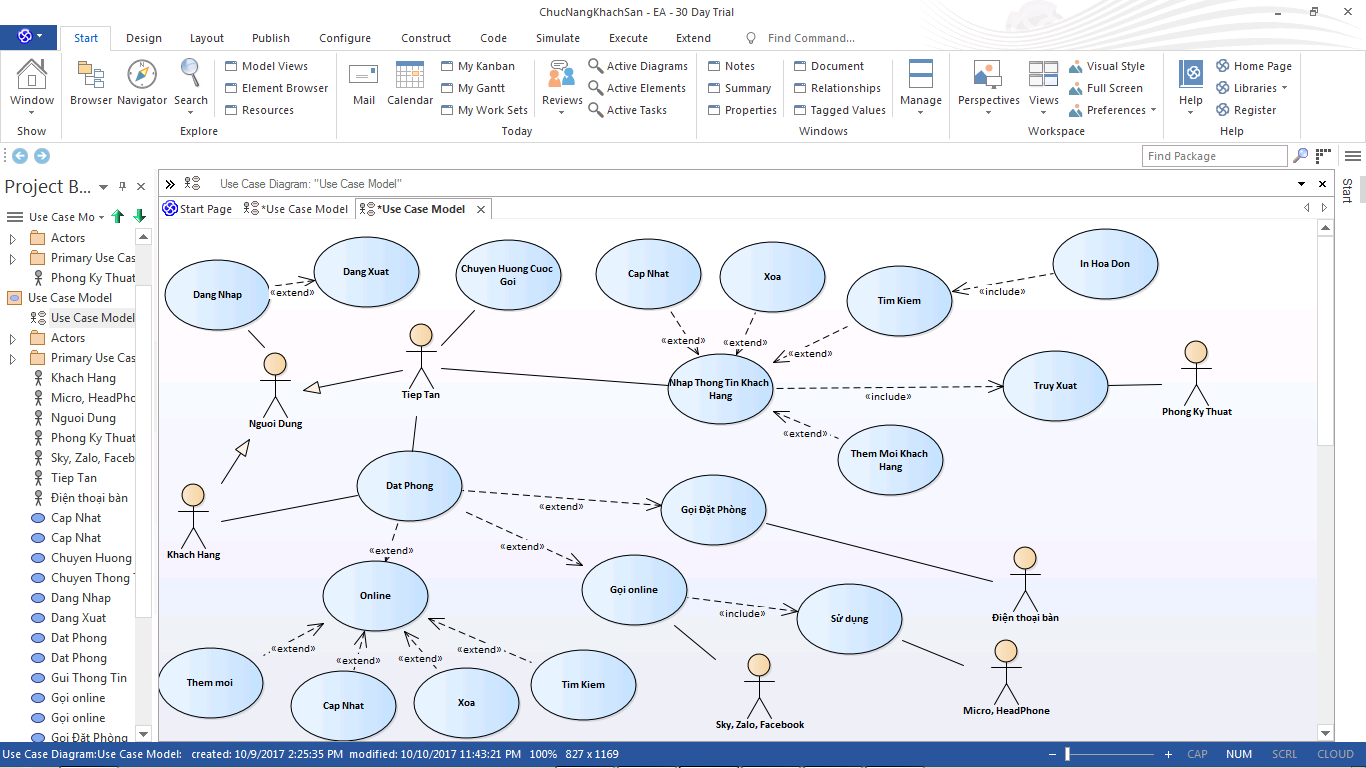 ChucNangKhachSan - EA - 30 Day Trial
Start Design Layout Publish Configure Construct Code Simulate Execute Extend Find Command...
Window
Show
Browser Navigator Search
Model Views
Element Browser
Resources
Explore
Mail Calendar
My Kanban
My Gantt
My Work Sets
Reviews
Active Diagrams
Active Elements
Active Tasks
Today
Notes
Summary
Properties
Document
Relationships
Tagged Values
Manage
Windows
Perspectives Views
Visual Style
Full Screen
Preferences
Workspace
Help
Home Page
Libraries
Register
Help
Find Package
Project B...
Use Case Mo
Actors
Primary Use Cas
Phong Ky Thuat
Use Case Model
Use Case Model
Actors
Primary Use Cas
Khach Hang
Micro, HeadPho
Nguoi Dung
Phong Ky Thuat
Sky, Zalo, Faceb
Tiep Tan
Điện thoại bàn
Cap Nhat
Cap Nhat
Chuyen Huong
Chuyen Thong T
Dang Nhap
Dang Xuat
Dat Phong
Dat Phong
Gui Thong Tin
Gọi online
Gọi online
Gọi Đặt Phòng
Use Case Diagram: "Use Case Model"
Start Page *Use Case Model *Use Case Model
Start
Dang Nhap
«extend»
Dang Xuat
Chuyen Huong Cuoc
Goi
Cap Nhat
Xoa
Tim Kiem
«include»
In Hoa Don
«extend»
«extend»
«extend»
Nguoi Dung
Tiep Tan
Nhap Thong Tin Khach
Hang
«include»
Truy Xuat
Phong Ky Thuat
«extend»
Them Moi Khach
Hang
Khach Hang
Dat Phong
«extend»
Gọi Đặt Phòng
«extend»
«extend»
Điện thoại bàn
Online
Gọi online
«include»
Sử dụng
«extend»
«extend»
«extend»
«extend»
Them moi
Cap Nhat
Xoa
Tim Kiem
Sky, Zalo, Facebook
Micro, HeadPhone
Use Case Diagram:Use Case Model: created: 10/9/2017 2:25:35 PM modified: 10/10/2017 11:43:21 PM 100% 827 x 1169
CAP NUM SCRL CLOUD